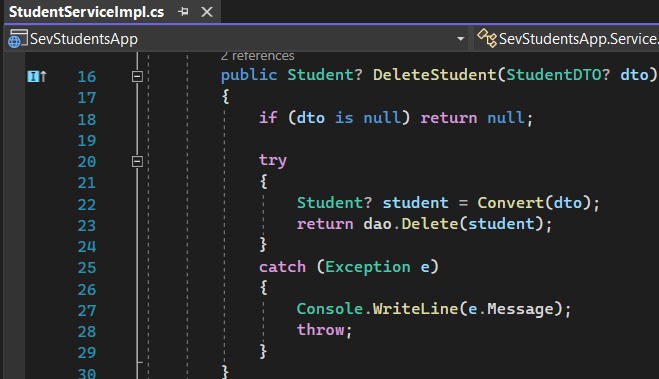 StudentServiceImpl.cs
SevStudentsApp SevStudentsApp.Service.
2 references
16 public Student? DeleteStudent(StudentDTO? dto)
17 {
18 if (dto is null) return null;
19
20 try
21 {
22 Student? student = Convert(dto);
23 return dao.Delete(student);
24 }
25 catch (Exception e)
26 {
27 Console.WriteLine(e.Message);
28 throw;
29 }
30 }